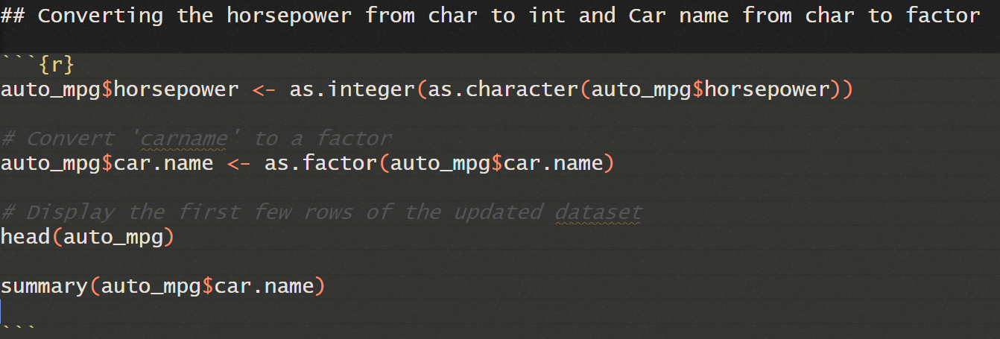 ## Converting the horsepower from char to int and Car name from char to factor
```{r}
auto_mpg$horsepower <- as.integer(as.character(auto_mpg$horsepower))
# Convert 'carname' to a factor
auto_mpg$car.name <- as.factor(auto_mpg$car.name)
# Display the first few rows of the updated dataset
head(auto_mpg)
summary(auto_mpg$car.name)
```